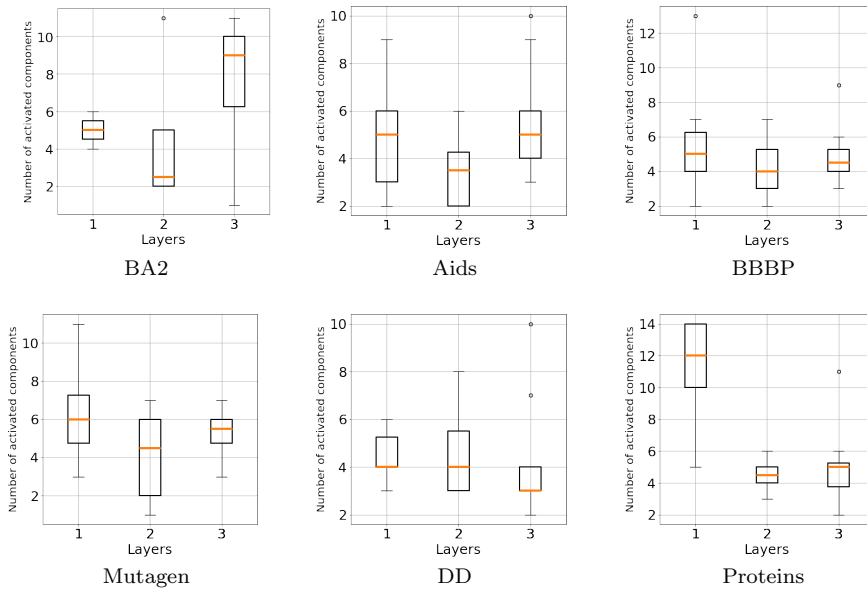 Number of activated components
10
8
6
4
2
1 2 3
Layers
BA2
Number of activated components
10
8
6
4
2
1 2 3
Layers
Aids
Number of activated components
12
10
8
6
4
2
1 2 3
Layers
BBBP
Number of activated components
10
8
6
4
2
1 2 3
Layers
Mutagen
Number of activated components
10
8
6
4
2
1 2 3
Layers
DD
Number of activated components
14
12
10
8
6
4
2
1 2 3
Layers
Proteins